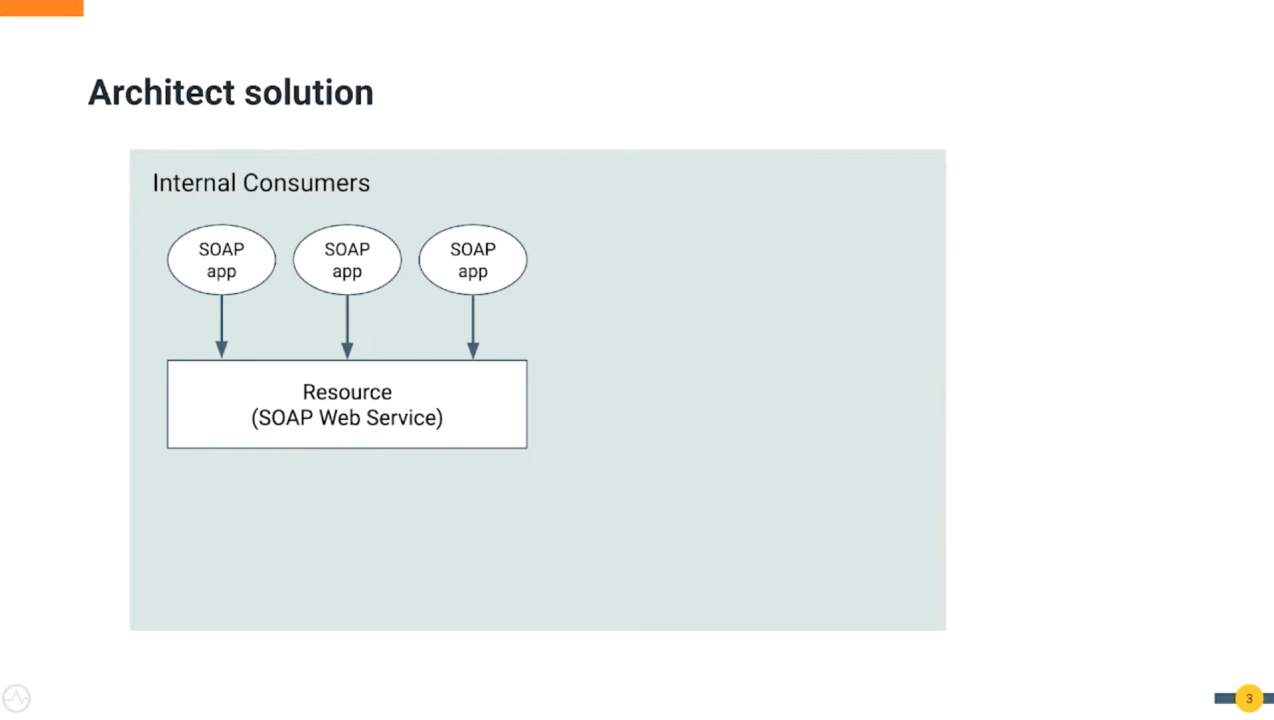 Architect solution
Internal Consumers
SOAP
app
SOAP
app
SOAP
app
Resource
(SOAP Web Service)
3